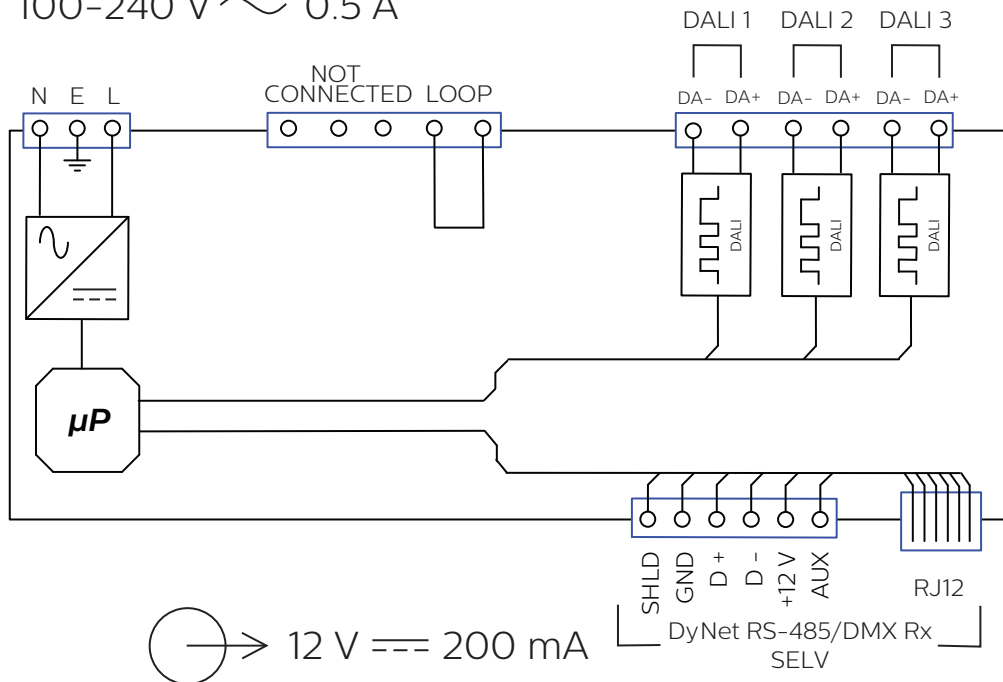 100-240 V ~ 0.5 A
DALI 1 DALI 2 DALI 3
NOT
CONNECTED LOOP
N E L
DA- DA+ DA- DA+ DA- DA+
DALI
DALI
DALI
µP
SHLD
GND
D +
D -
+12 V
AUX
RJ12
DyNet RS-485/DMX Rx
SELV
12 V ⎓ 200 mA